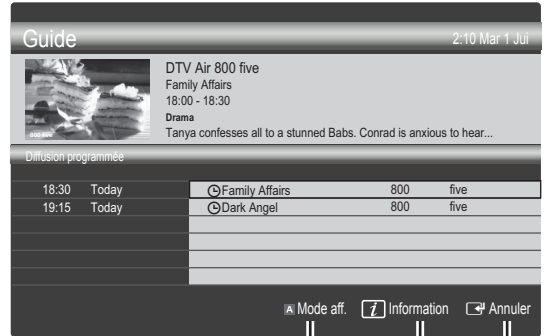 Guide 2:10 Mar 1 Jui
DTV Air 800 five
Family Affairs
18:00 - 18:30
Drama
Tanya confesses all to a stunned Babs. Conrad is anxious to hear...
800 five
Diffusion programmée
18:30 Today Family Affairs 800 five
19:15 Today Dark Angel 800 five
A Mode aff. i Information Annuler